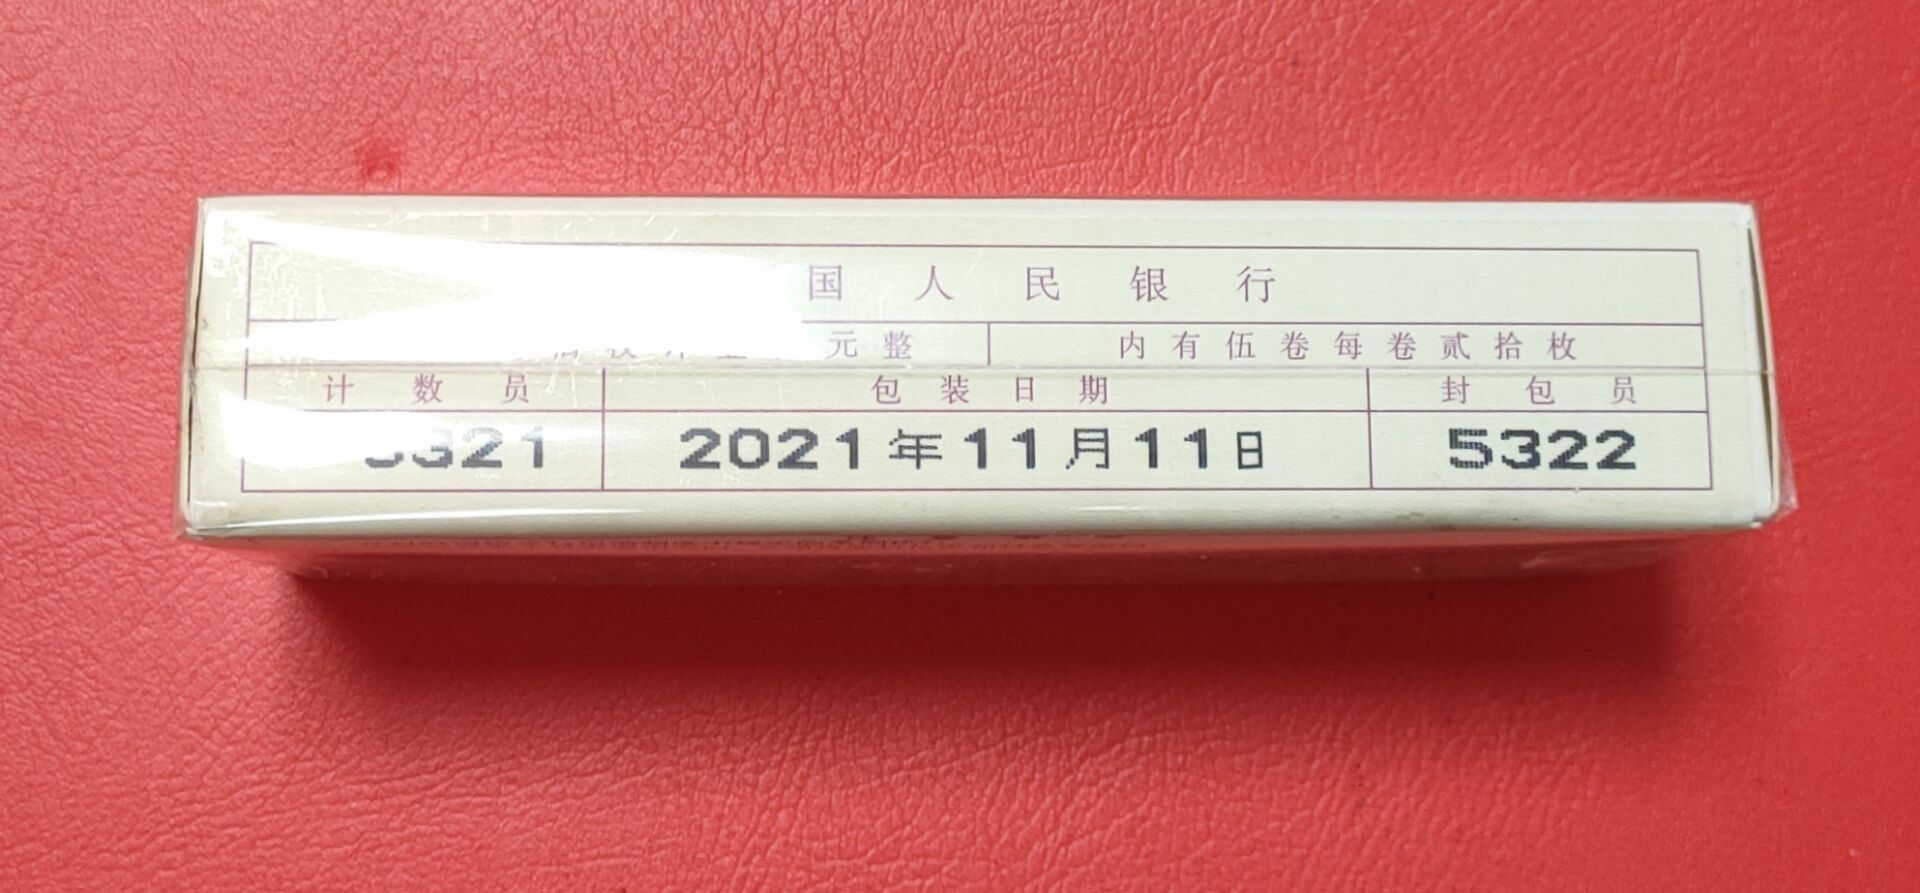 国人民银行
元整 内有伍卷每卷贰拾枚
计数员 包装日期 封包员
321 2021年11月11日 5322